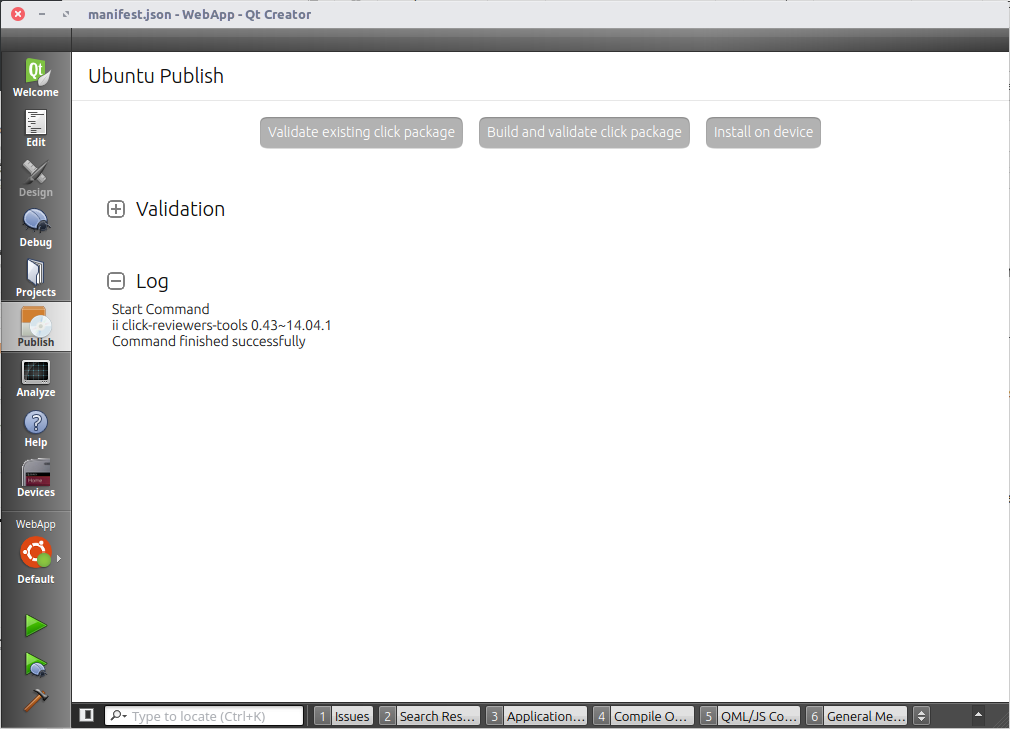 manifest.json - WebApp - Qt Creator
Qt
Welcome
Edit
Design
Debug
Projects
Publish
Analyze
?
Help
Home
Devices
WebApp
Default
Ubuntu Publish
Validate existing click package Build and validate click package Install on device
Validation
Log
Start Command
ii click-reviewers-tools 0.43~14.04.1
Command finished successfully
Type to locate (Ctrl+K) 1 Issues 2 Search Res... 3 Application... 4 Compile O... 5 QML/JS Co... 6 General Me...